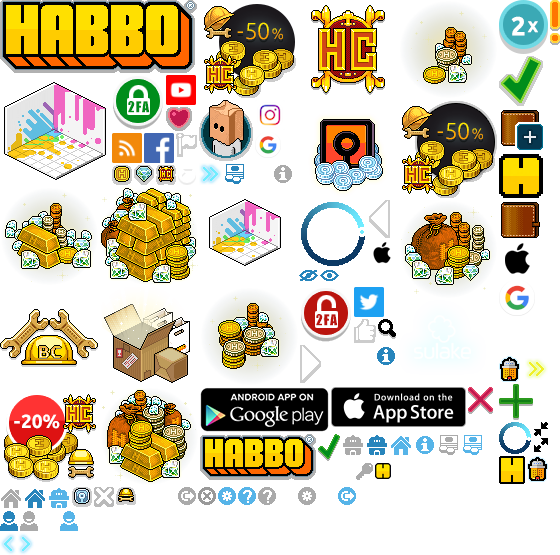 HABBO
®
-50%
HC
2x
2FA
-50%
H
HC
BC
2FA
-20%
HC
ANDROID APP ON
Google play
Download on the
App Store
HABBO
H
H